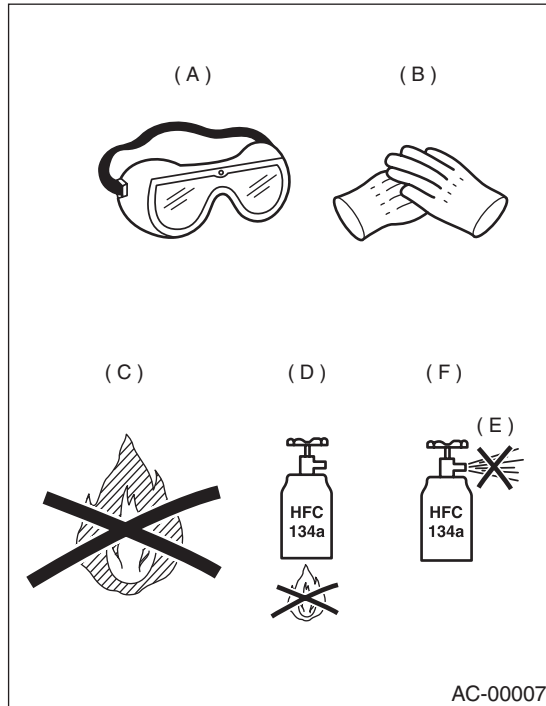 ( A )
( B )
( C )
( D )
( F )
( E )
HFC
134a
HFC
134a
AC-00007